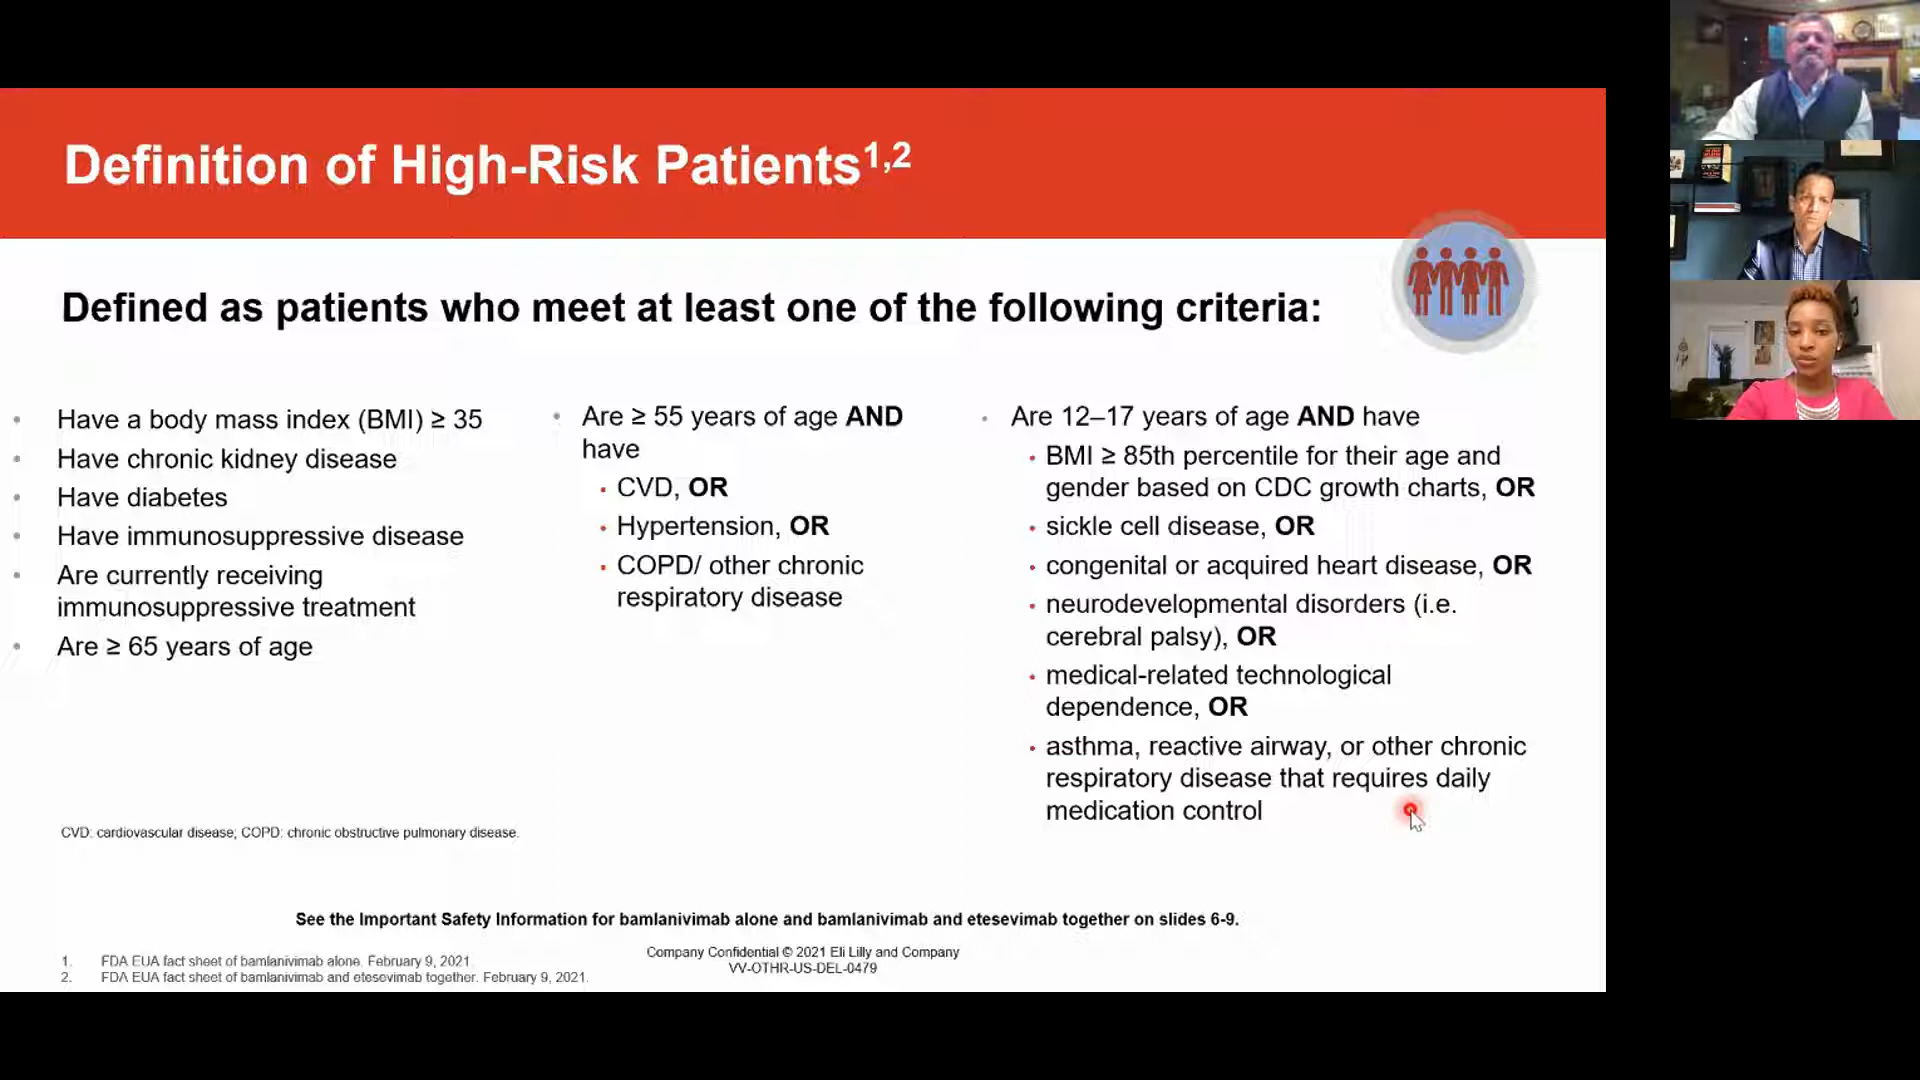 Definition of High-Risk Patients1,2
Defined as patients who meet at least one of the following criteria:
• Have a body mass index (BMI) ≥ 35
• Have chronic kidney disease
• Have diabetes
• Have immunosuppressive disease
• Are currently receiving
immunosuppressive treatment
• Are ≥ 65 years of age
• Are ≥ 55 years of age AND
have
• CVD, OR
• Hypertension, OR
• COPD/ other chronic
respiratory disease
• Are 12–17 years of age AND have
• BMI ≥ 85th percentile for their age and
gender based on CDC growth charts, OR
• sickle cell disease, OR
• congenital or acquired heart disease, OR
• neurodevelopmental disorders (i.e.
cerebral palsy), OR
• medical-related technological
dependence, OR
• asthma, reactive airway, or other chronic
respiratory disease that requires daily
medication control
CVD: cardiovascular disease; COPD: chronic obstructive pulmonary disease.
See the Important Safety Information for bamlanivimab alone and bamlanivimab and etesevimab together on slides 6-9.
1. FDA EUA fact sheet of bamlanivimab alone. February 9, 2021.
2. FDA EUA fact sheet of bamlanivimab and etesevimab together. February 9, 2021.
Company Confidential © 2021 Eli Lilly and Company
VV-OTHR-US-DEL-0479